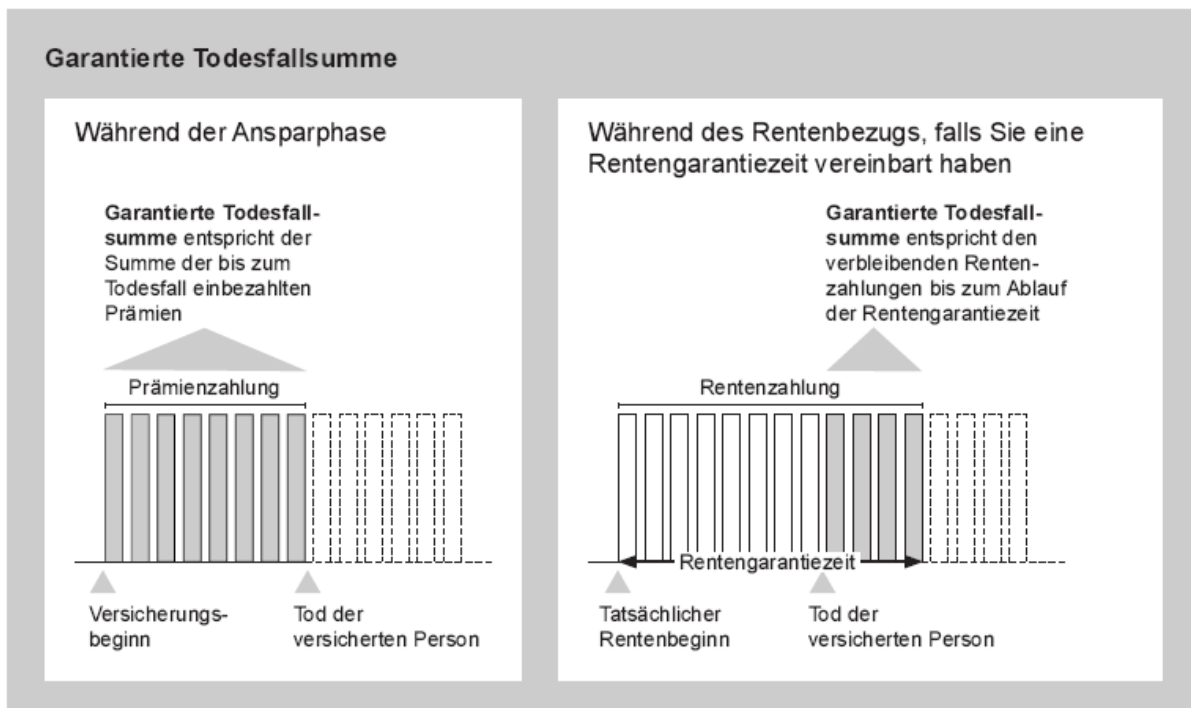 Garantierte Todesfallsumme
Während der Ansparphase
Garantierte Todesfall-
summe entspricht der
Summe der bis zum
Todesfall einbezahlten
Prämien
Prämienzahlung
Versicherungs-
beginn
Tod der
versicherten Person
Während des Rentenbezugs, falls Sie eine
Rentengarantiezeit vereinbart haben
Garantierte Todesfall-
summe entspricht den
verbleibenden Renten-
zahlungen bis zum Ablauf
der Rentengarantiezeit
Rentenzahlung
Rentengarantiezeit
Tatsächlicher
Rentenbeginn
Tod der
versicherten Person